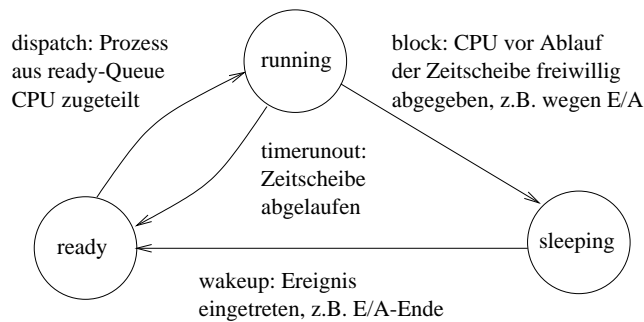 dispatch: Prozess
aus ready-Queue
CPU zugeteilt
running
block: CPU vor Ablauf
der Zeitscheibe freiwillig
abgegeben, z.B. wegen E/A
timerunout:
Zeitscheibe
abgelaufen
ready
sleeping
wakeup: Ereignis
eingetreten, z.B. E/A-Ende